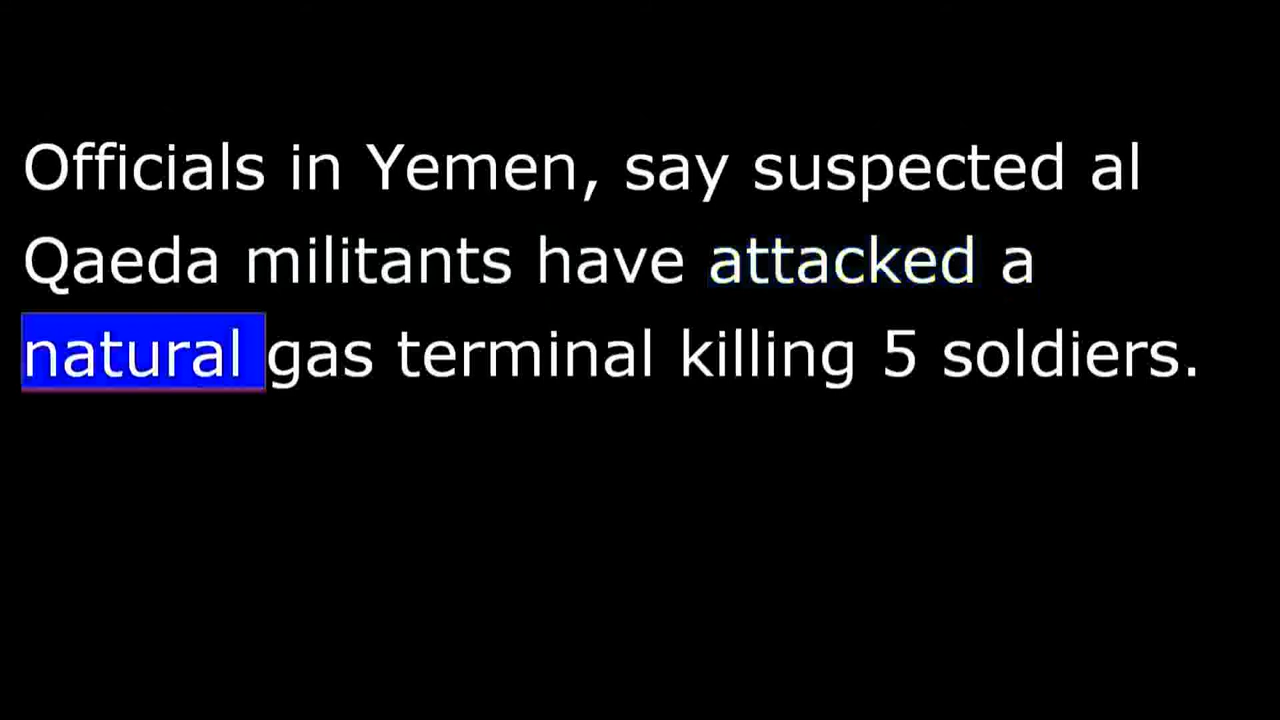 Officials in Yemen, say suspected al
Qaeda militants have attacked a
natural gas terminal killing 5 soldiers.